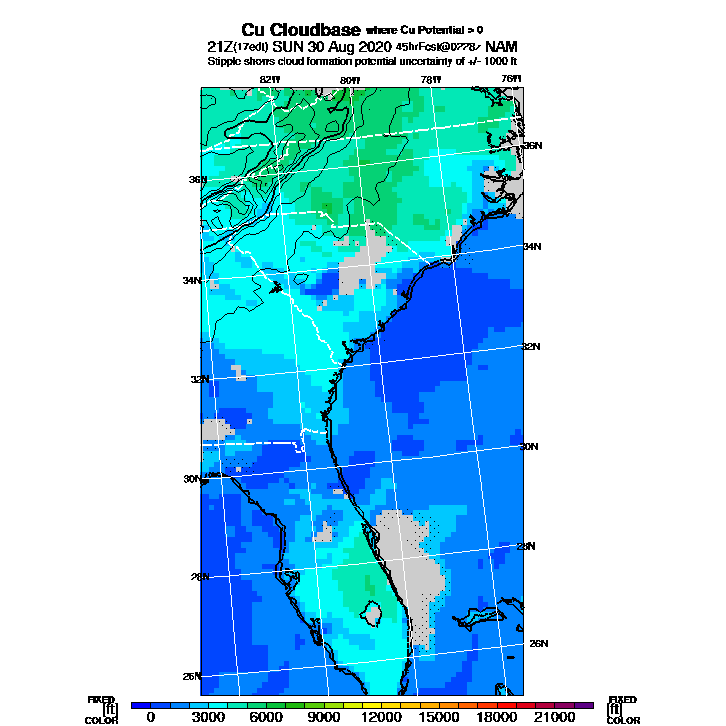 Cu Cloudbase where Cu Potential > 0
21Z(17edt) SUN 30 Aug 2020 45hrFcst@0228z NAM
Stipple shows cloud formation potential uncertainty of +/- 1000 ft
82W 80W 78W 76W
36N
36N
34N
34N
32N
32N
30N
30N
28N
28N
26N
26N
FIXED FIXED
[ft] 0 3000 6000 9000 12000 15000 18000 21000 [ft]
COLOR COLOR